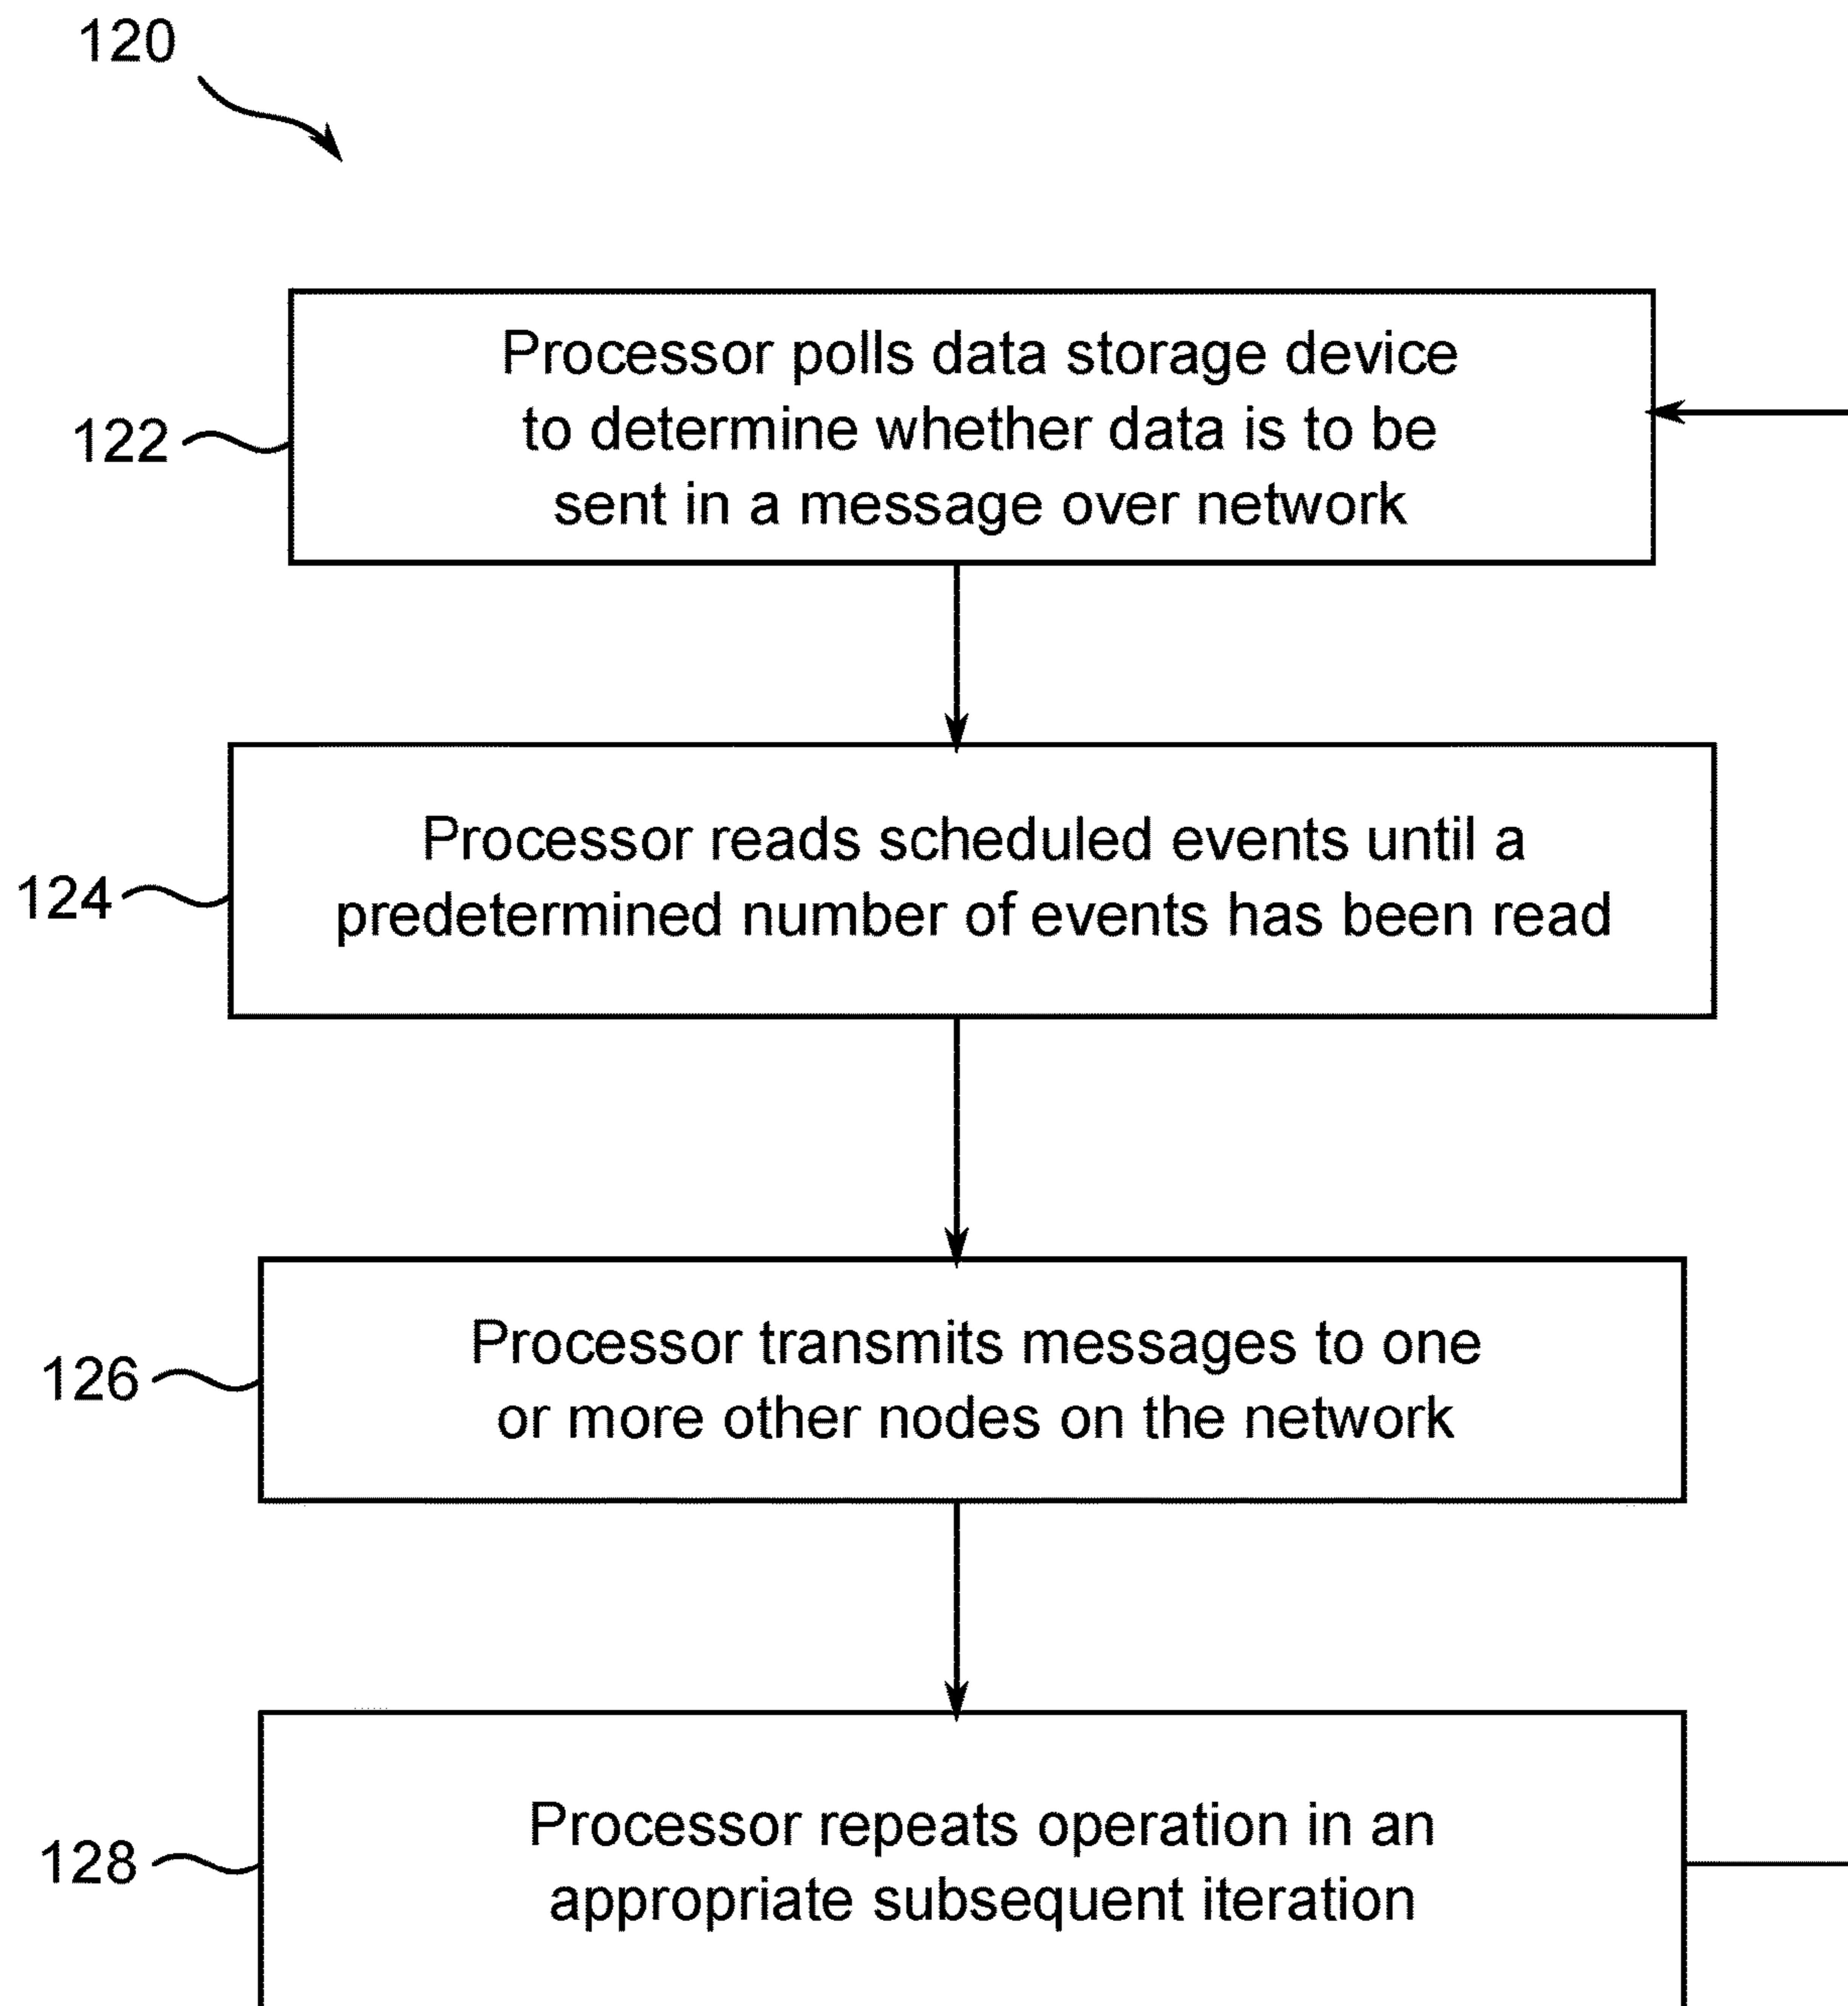 120
122
Processor polls data storage device
to determine whether data is to be
sent in a message over network
124
Processor reads scheduled events until a
predetermined number of events has been read
126
Processor transmits messages to one
or more other nodes on the network
128
Processor repeats operation in an
appropriate subsequent iteration